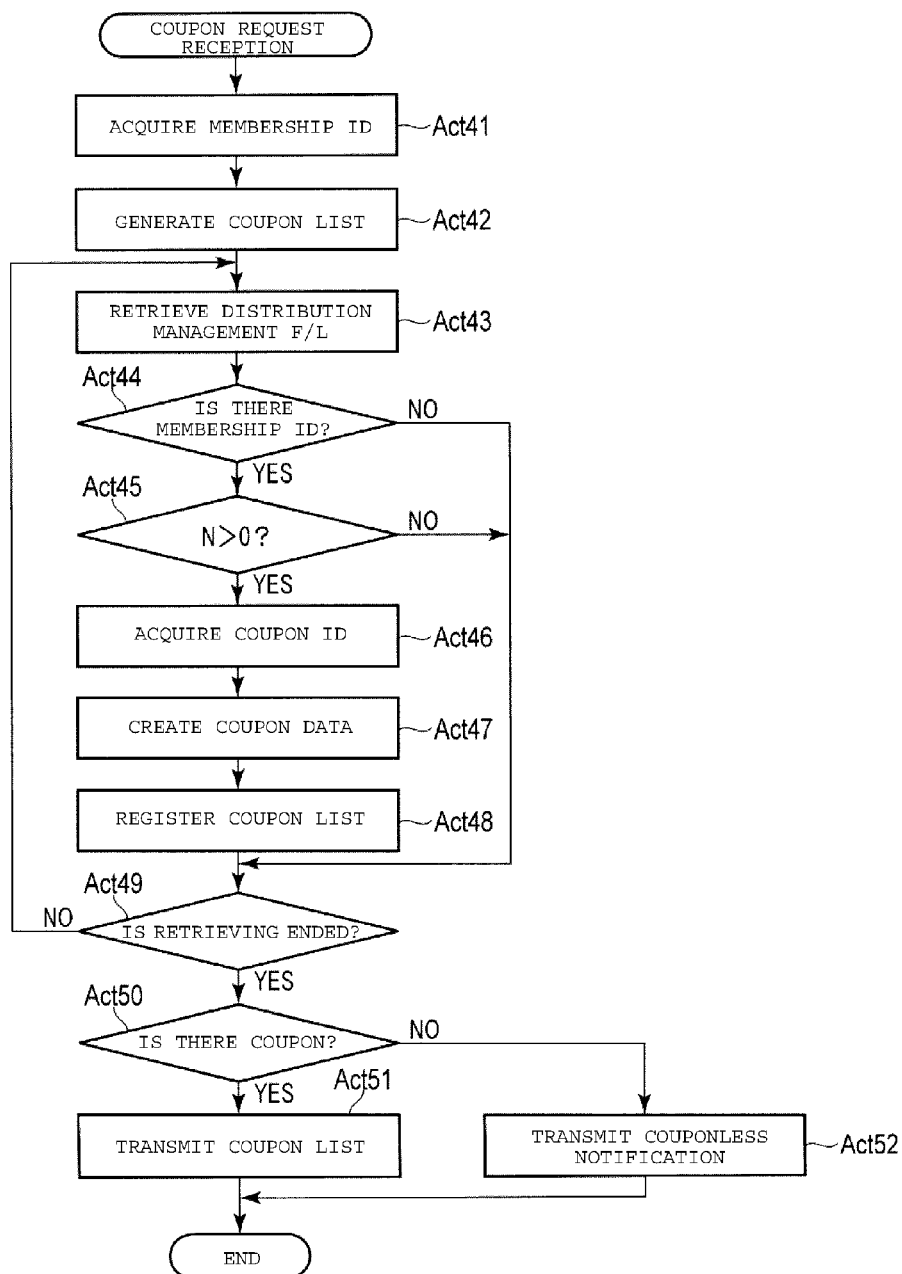 COUPON REQUEST
RECEPTION
ACQUIRE MEMBERSHIP ID
Act41
GENERATE COUPON LIST
Act42
RETRIEVE DISTRIBUTION
MANAGEMENT F/L
Act43
Act44
IS THERE
MEMBERSHIP ID?
NO
YES
Act45
N>0?
NO
YES
ACQUIRE COUPON ID
Act46
CREATE COUPON DATA
Act47
REGISTER COUPON LIST
Act48
Act49
NO
IS RETRIEVING ENDED?
YES
Act50
IS THERE COUPON?
NO
YES
Act51
TRANSMIT COUPON LIST
TRANSMIT COUPONLESS
NOTIFICATION
Act52
END